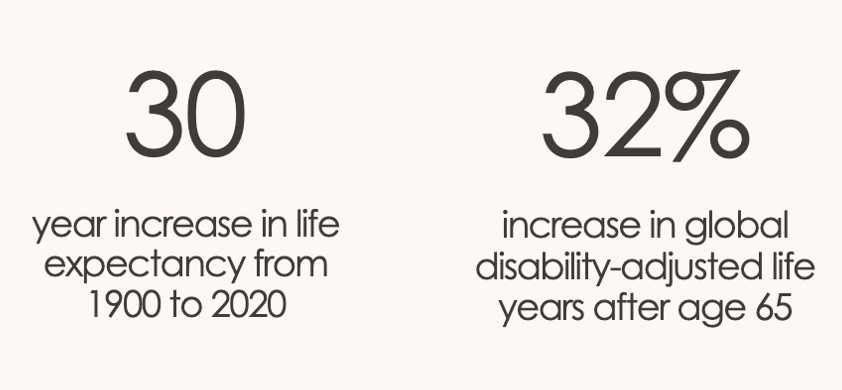 30
year increase in life
expectancy from
1900 to 2020
32%
increase in global
disability-adjusted life
years after age 65